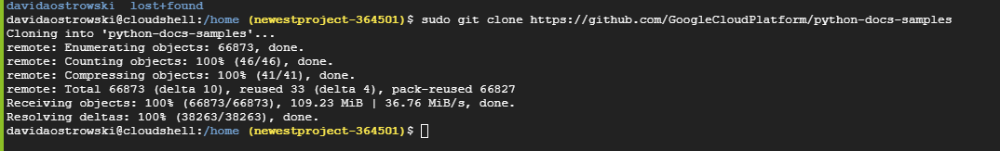 davidaostrowski  lost+found
davidaostrowski@cloudshell:/home (newestproject-364501)$ sudo git clone https://github.com/GoogleCloudPlatform/python-docs-samples
Cloning into 'python-docs-samples'...
remote: Enumerating objects: 66873, done.
remote: Counting objects: 100% (46/46), done.
remote: Compressing objects: 100% (41/41), done.
remote: Total 66873 (delta 10), reused 33 (delta 4), pack-reused 66827
Receiving objects: 100% (66873/66873), 109.23 MiB | 36.76 MiB/s, done.
Resolving deltas: 100% (38263/38263), done.
davidaostrowski@cloudshell:/home (newestproject-364501)$